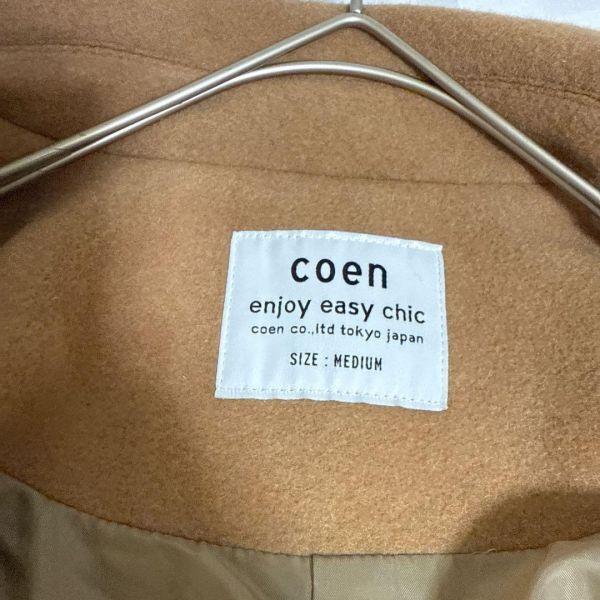 coen
enjoy easy chic
coen co.,ltd tokyo japan
SIZE : MEDIUM